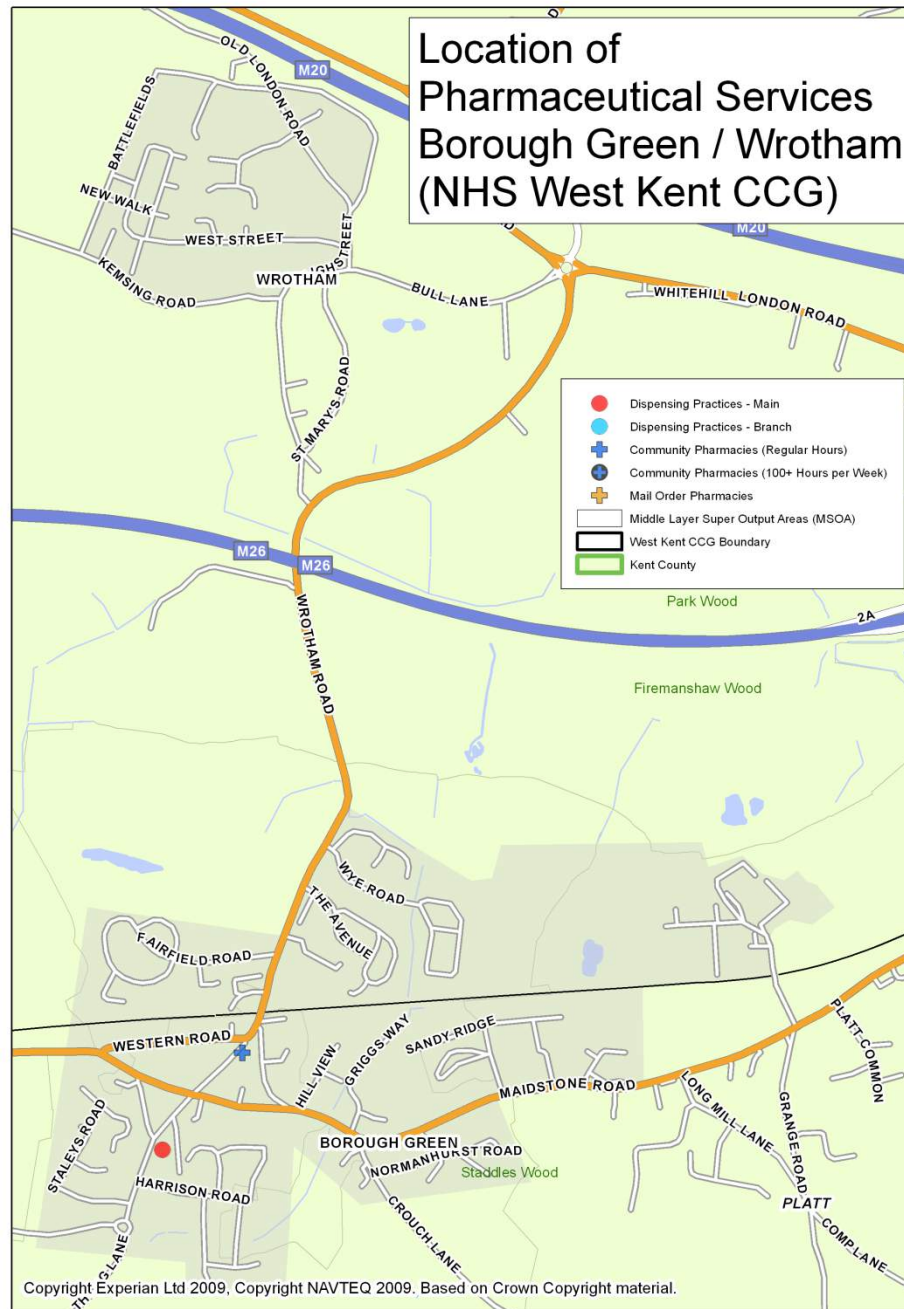 Location of
Pharmaceutical Services
Borough Green / Wrotham
(NHS West Kent CCG)
OLD LONDON ROAD
M20
BATTLEFIELDS
NEW WALK
WEST STREET
M20
KEMSING ROAD
WROTHAM
IGHSTREET
BULL LANE
WHITEHILL
LONDON ROAD
ST MARY'S ROAD
Dispensing Practices - Main
Dispensing Practices - Branch
Community Pharmacies (Regular Hours)
Community Pharmacies (100+ Hours per Week)
Mail Order Pharmacies
Middle Layer Super Output Areas (MSOA)
West Kent CCG Boundary
Kent County
M26
M26
Park Wood
2A
WROTHAM ROAD
Firemanshaw Wood
WYE ROAD
THE AVENUE
FAIRFIELD ROAD
WESTERN ROAD
HILL VIEW
GRIGGS WAY
SANDY RIDGE
PLATT COMMON
MAIDSTONE ROAD
LONG MILL LANE
GRANGE ROAD
STALEYS ROAD
BOROUGH GREEN
NORMANHURST ROAD
Staddles Wood
HARRISON ROAD
CROUCH LANE
PLATT
COMP LANE
Copyright Experian Ltd 2009, Copyright NAVTEQ 2009. Based on Crown Copyright material.